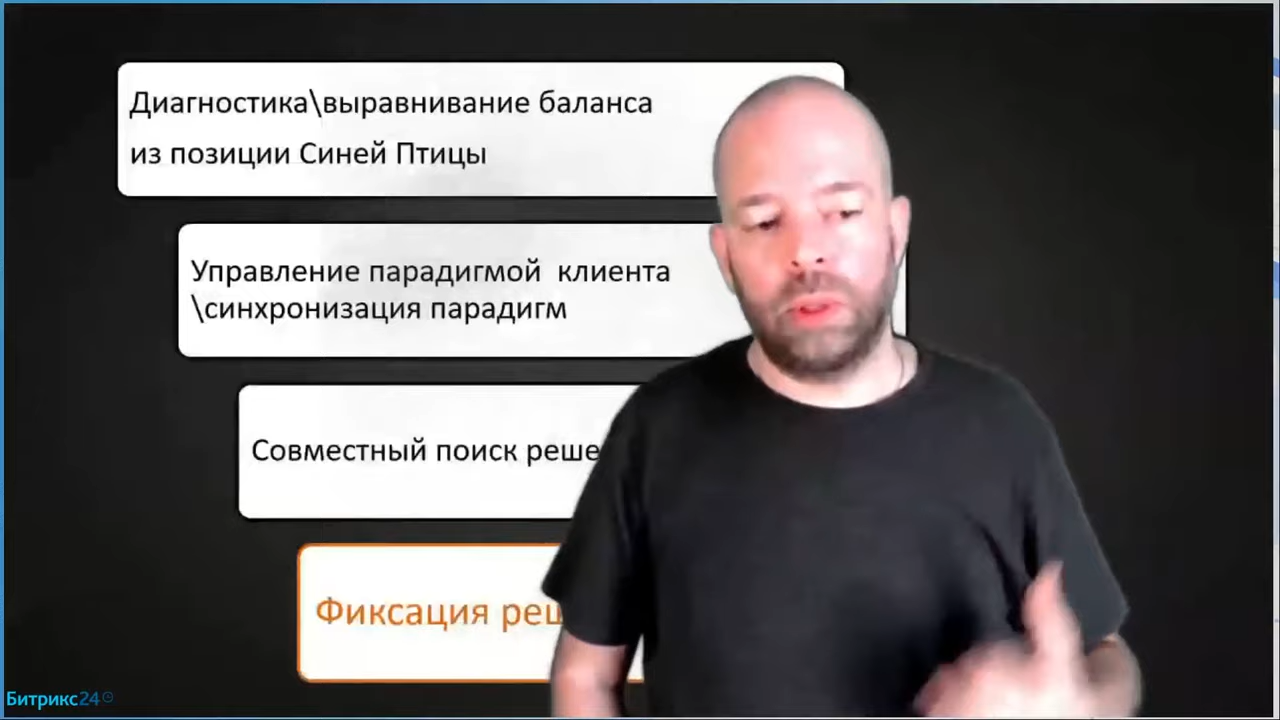 Диагностика\выравнивание баланса
из позиции Синей Птицы
Управление парадигмой клиента
\синхронизация парадигм
Совместный поиск реше
Фиксация реш
Битрикс24